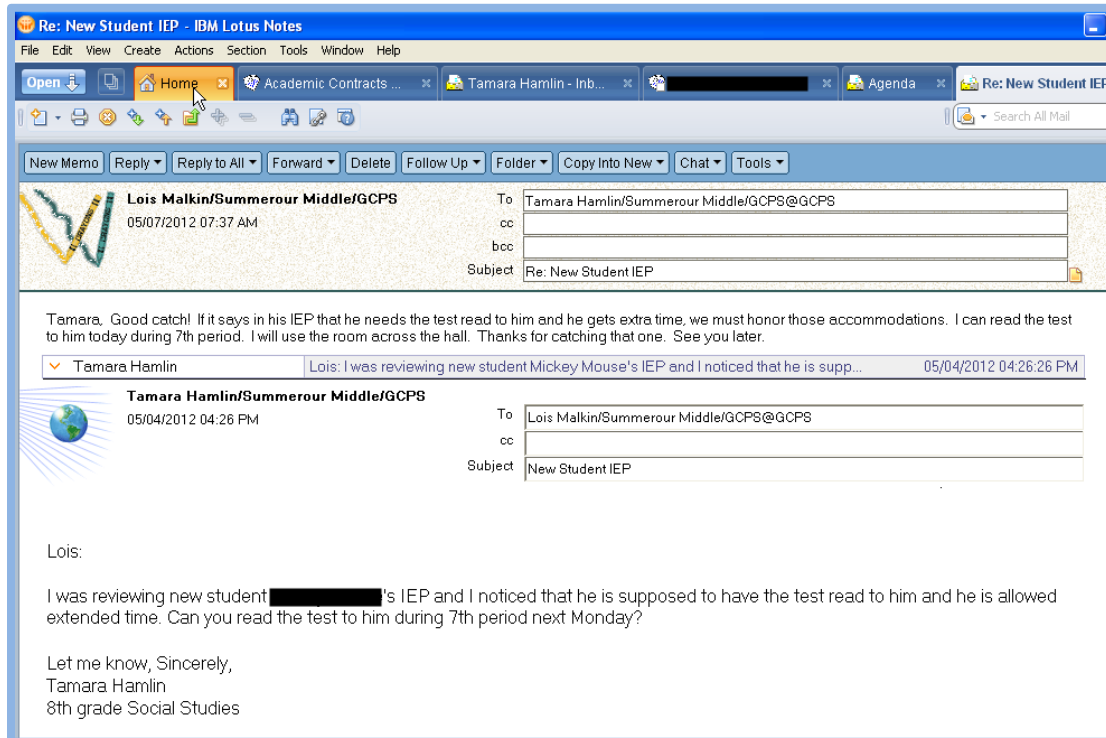 Re: New Student IEP - IBM Lotus Notes
File Edit View Create Actions Section Tools Window Help
Open Home Academic Contracts ... Tamara Hamlin - Inb... Agenda Re: New Student IEP
Search All Mail
New Memo Reply Reply to All Forward Delete Follow Up Folder Copy Into New Chat Tools
Lois Malkin/Summerour Middle/GCPS To Tamara Hamlin/Summerour Middle/GCPS@GCPS
05/07/2012 07:37 AM cc
bcc
Subject Re: New Student IEP
Tamara, Good catch! If it says in his IEP that he needs the test read to him and he gets extra time, we must honor those accommodations. I can read the test
to him today during 7th period. I will use the room across the hall. Thanks for catching that one. See you later.
Tamara Hamlin Lois: I was reviewing new student Mickey Mouse's IEP and I noticed that he is supp... 05/04/2012 04:26:26 PM
Tamara Hamlin/Summerour Middle/GCPS
05/04/2012 04:26 PM To Lois Malkin/Summerour Middle/GCPS@GCPS
cc
Subject New Student IEP
Lois:
I was reviewing new student 's IEP and I noticed that he is supposed to have the test read to him and he is allowed
extended time. Can you read the test to him during 7th period next Monday?
Let me know, Sincerely,
Tamara Hamlin
8th grade Social Studies